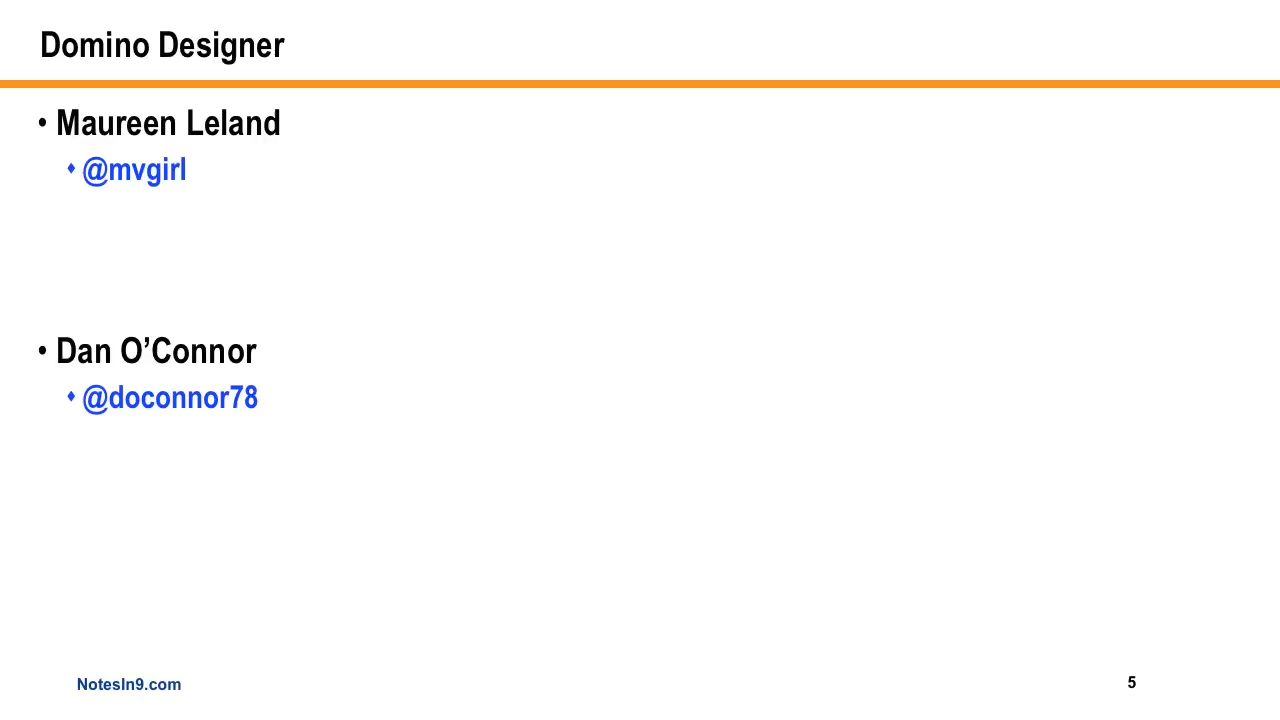 Domino Designer
• Maureen Leland
♦ @mvgirl
• Dan O’Connor
♦ @doconnor78
NotesIn9.com
5